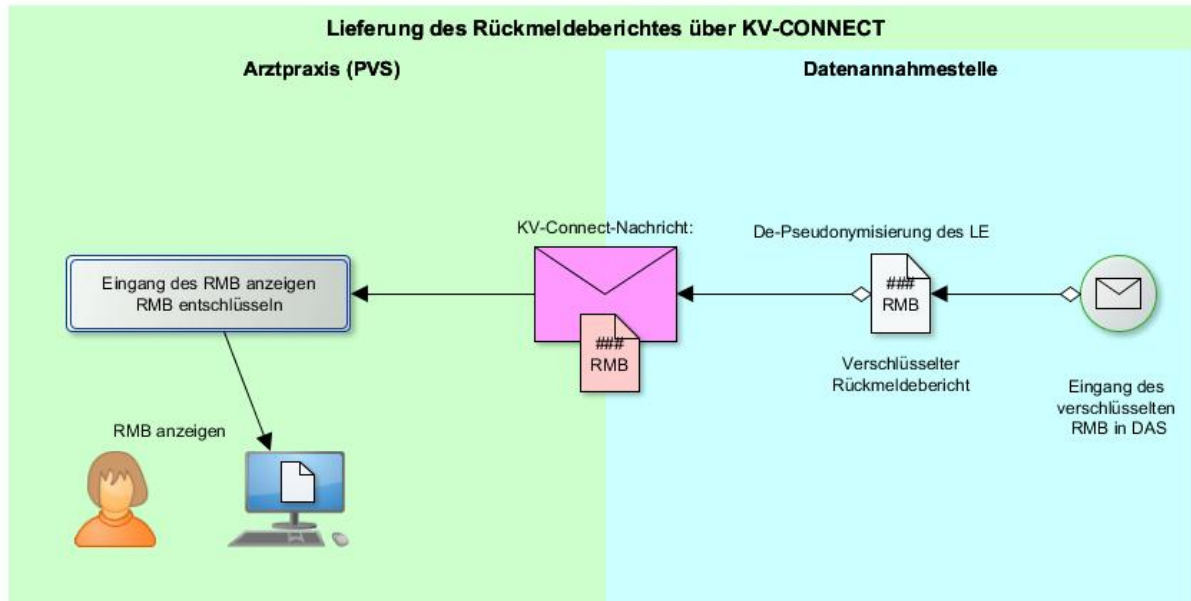 Lieferung des Rückmeldeberichtes über KV-CONNECT
Arztpraxis (PVS)
Datenannahmestelle
KV-Connect-Nachricht:
De-Pseudonymisierung des LE
Eingang des RMB anzeigen
RMB entschlüsseln
###
RMB
###
RMB
Verschlüsselter
Rückmeldebericht
Eingang des
verschlüsselten
RMB in DAS
RMB anzeigen